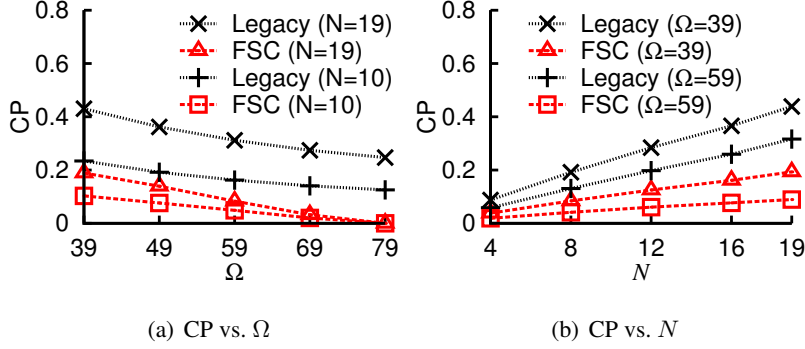 0.8
0.6
0.4
0.2
0
CP
Legacy (N=19)
FSC (N=19)
Legacy (N=10)
FSC (N=10)
39 49 59 69 79
Ω
(a) CP vs. Ω
0.8
0.6
0.4
0.2
0
CP
Legacy (Ω=39)
FSC (Ω=39)
Legacy (Ω=59)
FSC (Ω=59)
4 8 12 16 19
N
(b) CP vs. N